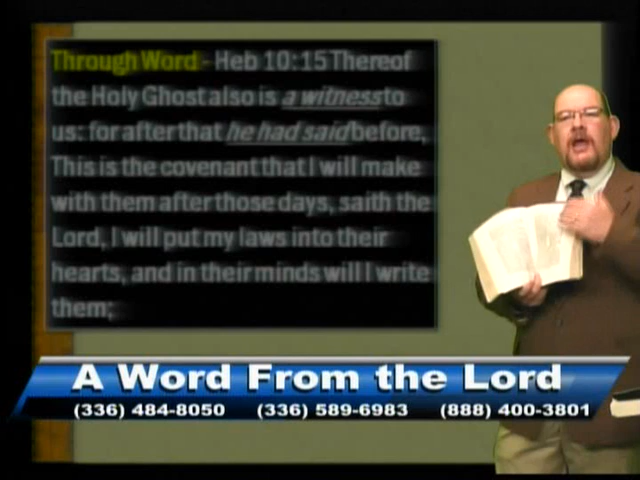 Through Word - Heb 10:15 Thereof
the Holy Ghost also is a witness to
us: for after that he had said before,
This is the covenant that I will make
with them after those days, saith the
Lord, I will put my laws into their
hearts, and in their minds will I write
them;
A Word From the Lord
(336) 484-8050 (336) 589-6983 (888) 400-3801